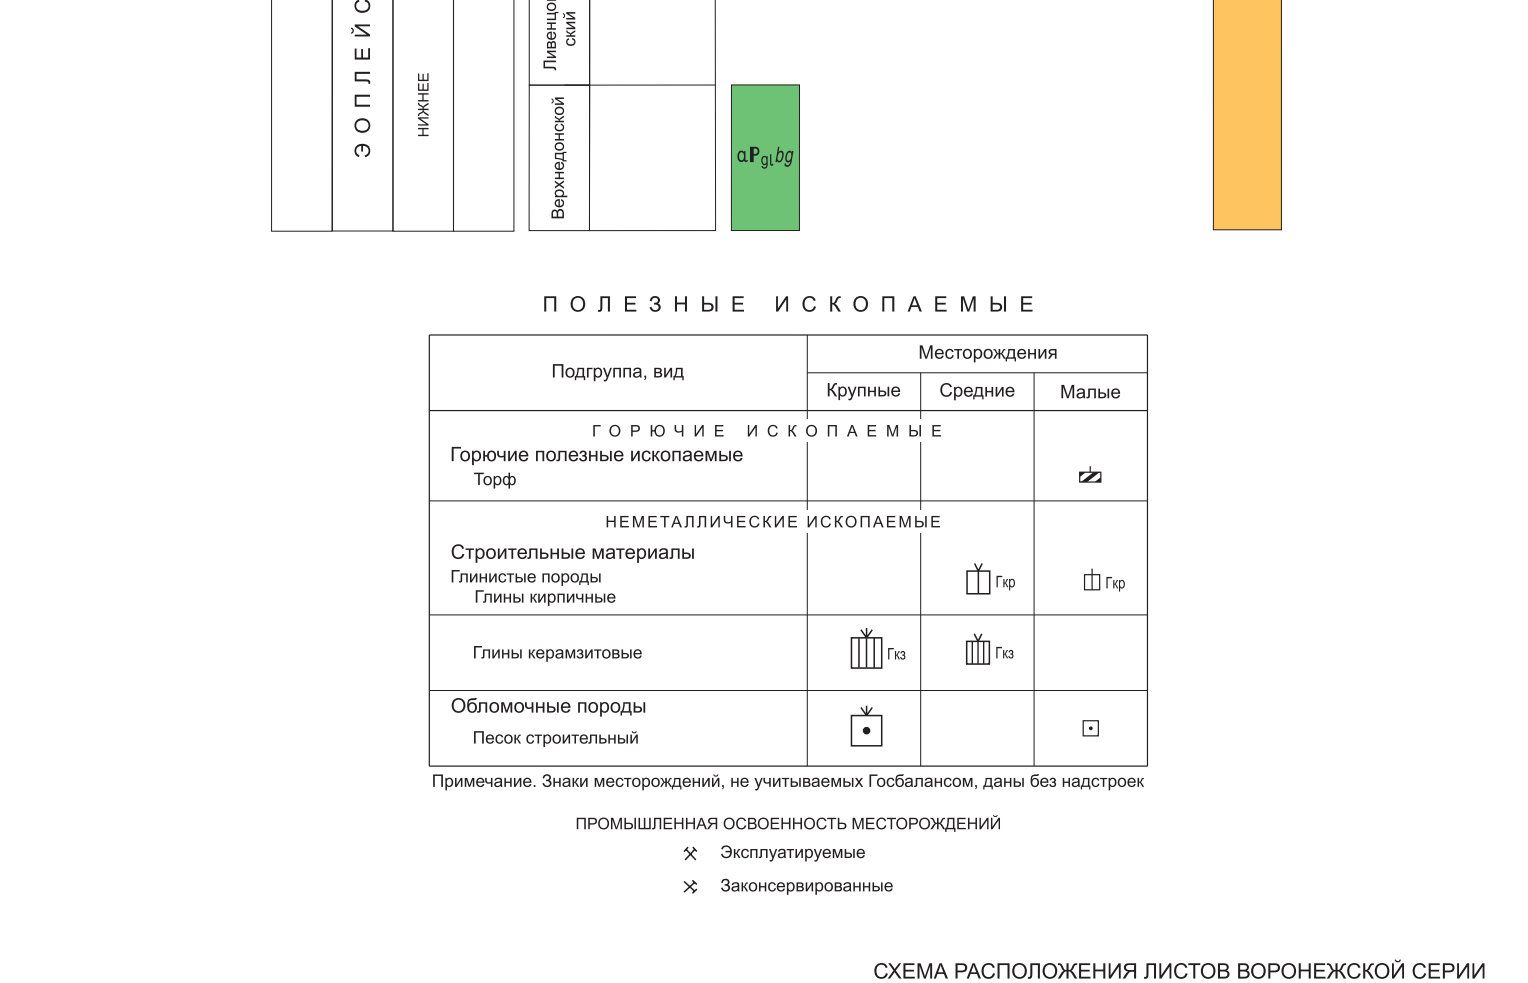 НИЖНЕЕ
Ливенцо
ский
Верхнедонской
αPglbg
ПОЛЕЗНЫЕ ИСКОПАЕМЫЕ
Подгруппа, вид
Месторождения
Крупные Средние Малые
ГОРЮЧИЕ ИСКОПАЕМЫЕ
Горючие полезные ископаемые
Торф
НЕМЕТАЛЛИЧЕСКИЕ ИСКОПАЕМЫЕ
Строительные материалы
Глинистые породы
Глины кирпичные
Гкр Гкр
Глины керамзитовые Гкз Гкз
Обломочные породы
Песок строительный
Примечание. Знаки месторождений, не учитываемых Госбалансом, даны без надстроек
ПРОМЫШЛЕННАЯ ОСВОЕННОСТЬ МЕСТОРОЖДЕНИЙ
Эксплуатируемые
Законсервированные
СХЕМА РАСПОЛОЖЕНИЯ ЛИСТОВ ВОРОНЕЖСКОЙ СЕРИИ